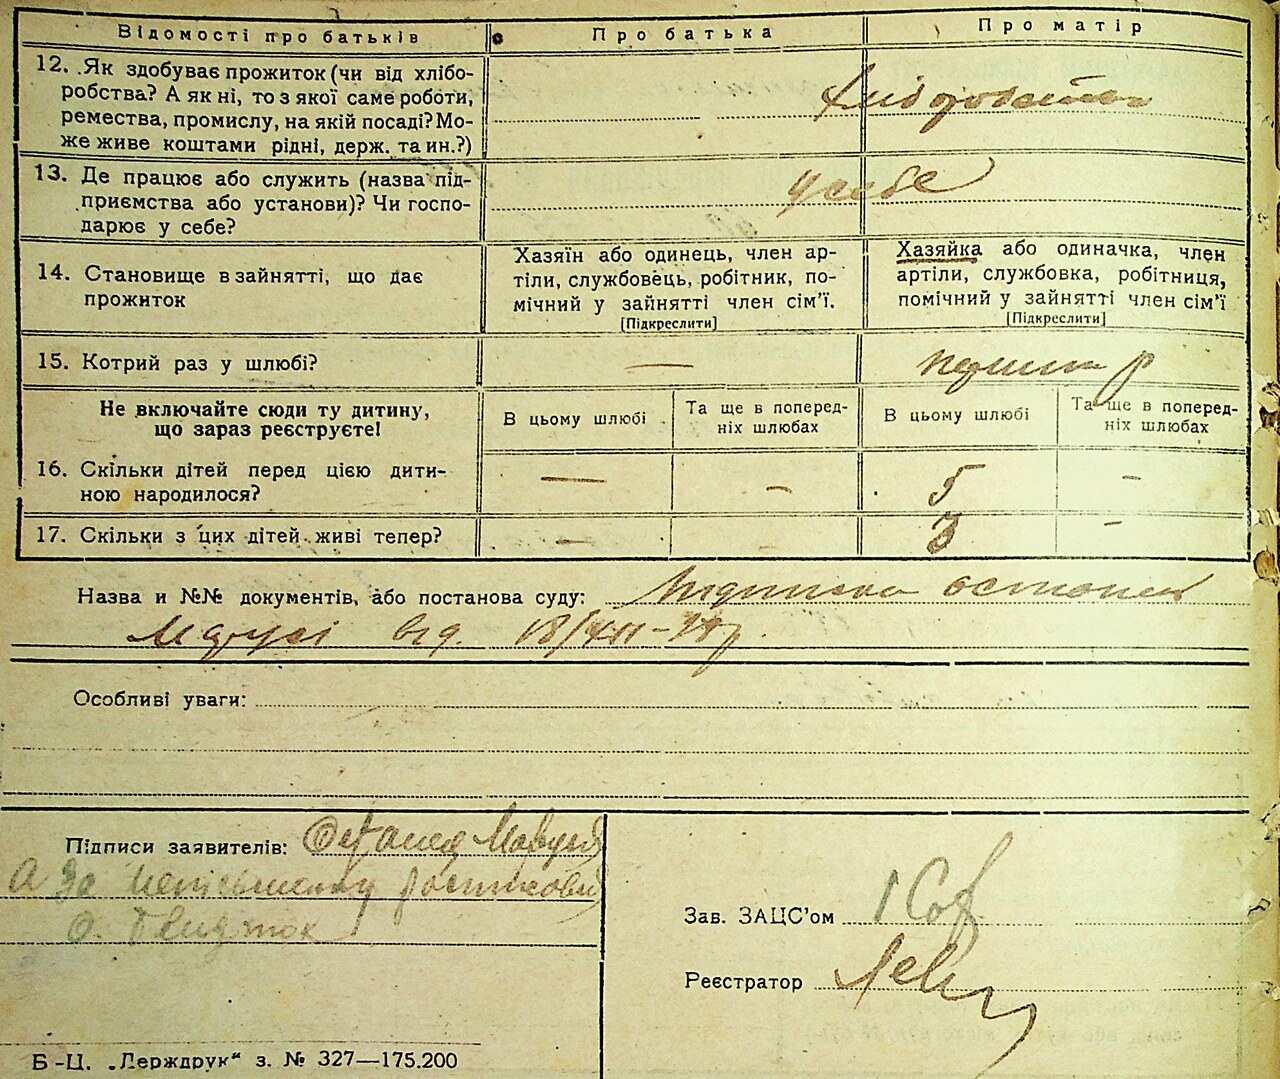 Відомості про батьків
Про батька
Про матір
12. Як здобуває прожиток (чи від хлібо-
робства? А як ні, то з якої саме роботи,
ремества, промислу, на якій посаді? Мо-
же живе коштами рідні, держ. та ин.?)
13. Де працює або служить (назва під-
приємства або установи)? Чи госпо-
дарює у себе?
у себе
14. Становище в зайнятті, що дає
прожиток
Хазяїн або одинець, член ар-
тіли, службовець, робітник, по-
мічний у зайнятті член сім'ї.
[Підкреслити]
Хазяйка або одиначка, член
артіли, службовка, робітниця,
помічний у зайнятті член сім'ї
[Підкреслити]
15. Котрий раз у шлюбі?
—
Не включайте сюди ту дитину,
що зараз реєструєте!
В цьому шлюбі
Та ще в поперед-
ніх шлюбах
В цьому шлюбі
Та ще в поперед-
ніх шлюбах
16. Скільки дітей перед цією дити-
ною народилося?
— — 5 —
17. Скільки з цих дітей живі тепер?
— — 3 —
Назва и №№ документів, або постанова суду:
від. 18/XII
Особливі уваги:
Підписи заявителів:
а за
Зав. ЗАЦС'ом
Реєстратор
Б-Ц. „Держдрук“ з. № 327—175.200